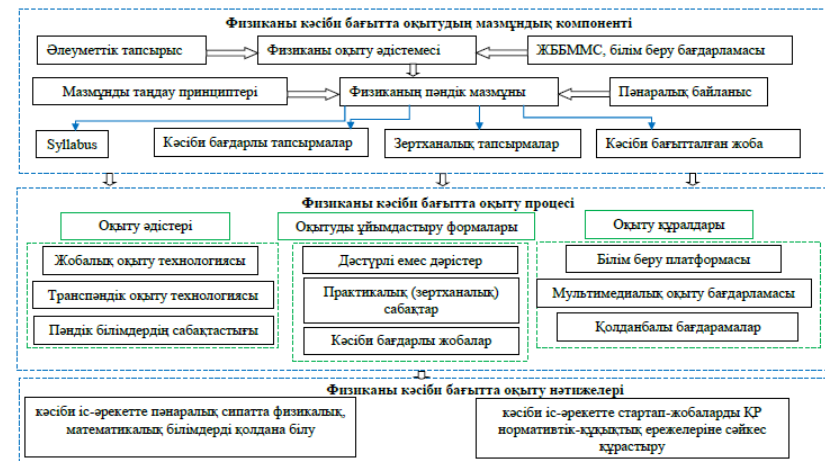 Физиканы кәсіби бағытта оқытудың мазмұндық компоненті
Әлеуметтік тапсырыс
Физиканы оқыту әдістемесі
ЖББММС, білім беру бағдарламасы
Мазмұнды таңдау принциптері
Физиканың пәндік мазмұны
Пәнаралық байланыс
Syllabus
Кәсіби бағдарлы тапсырмалар
Зертханалық тапсырмалар
Кәсіби бағытталған жоба
Физиканы кәсіби бағытта оқыту процесі
Оқыту әдістері
Оқытуды ұйымдастыру формалары
Оқыту құралдары
Жобалық оқыту технологиясы
Транспәндік оқыту технологиясы
Пәндік білімдердің сабақтастығы
Дәстүрлі емес дәрістер
Практикалық (зертханалық)
сабақтар
Кәсіби бағдарлы жобалар
Білім беру платформасы
Мультимедиалық оқыту бағдарламасы
Қолданбалы бағдарамалар
Физиканы кәсіби бағытта оқыту нәтижелері
кәсіби іс-әрекетте пәнаралық сипатта физикалық,
математикалық білімдерді қолдана білу
кәсіби іс-әрекетте стартап-жобаларды ҚР
нормативтік-құқықтық ережелеріне сәйкес
құрастыру